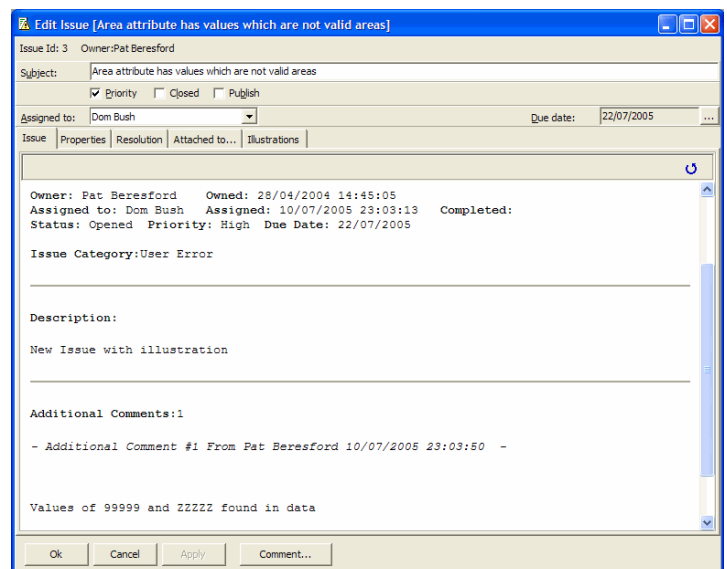 Edit Issue [Area attribute has values which are not valid areas]
Issue Id: 3 Owner:Pat Beresford
Subject: Area attribute has values which are not valid areas
Priority Closed Publish
Assigned to: Dom Bush Due date: 22/07/2005 ...
Issue Properties Resolution Attached to... Illustrations
Owner: Pat Beresford Owned: 28/04/2004 14:45:05
Assigned to: Dom Bush Assigned: 10/07/2005 23:03:13 Completed:
Status: Opened Priority: High Due Date: 22/07/2005
Issue Category:User Error
Description:
New Issue with illustration
Additional Comments:1
- Additional Comment #1 From Pat Beresford 10/07/2005 23:03:50 -
Values of 99999 and ZZZZZ found in data
Ok Cancel Apply Comment...